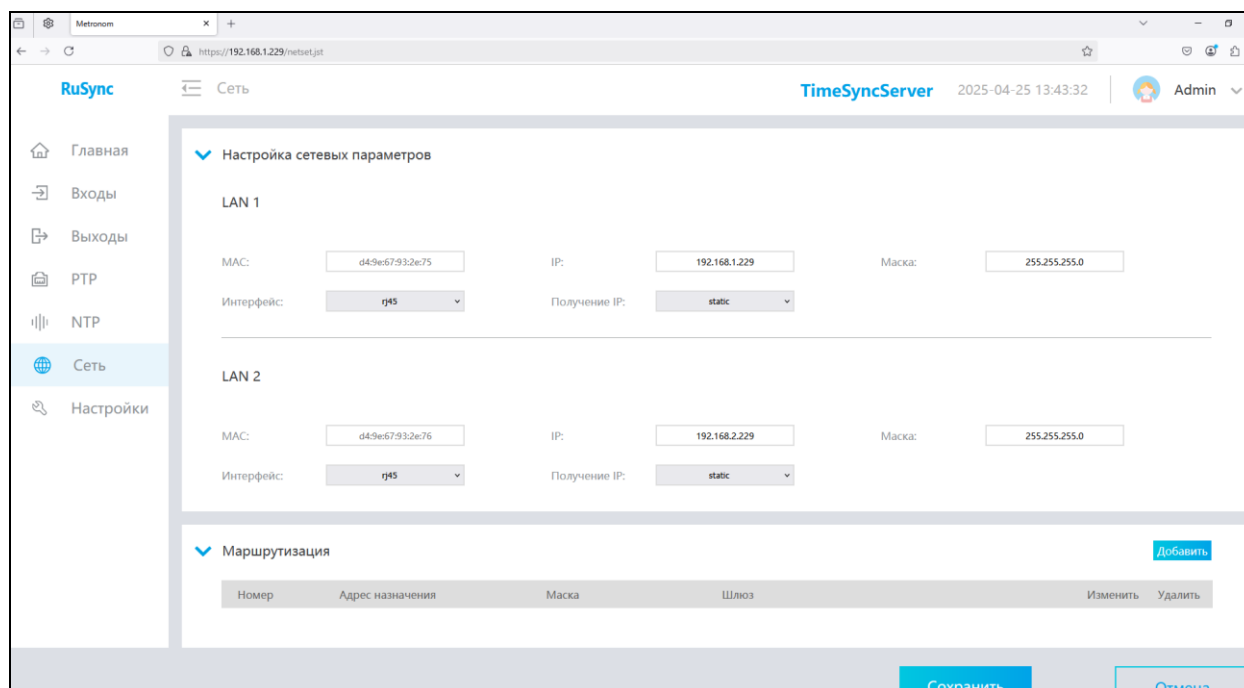 Metronom
https://192.168.1.229/netset.jst
RuSync
Сеть
TimeSyncServer
2025-04-25 13:43:32
Admin
Главная
Входы
Выходы
PTP
NTP
Сеть
Настройки
Настройка сетевых параметров
LAN 1
MAC: d4:9e:67:93:2e:75 IP: 192.168.1.229 Маска: 255.255.255.0
Интерфейс: rj45 Получение IP: static
LAN 2
MAC: d4:9e:67:93:2e:76 IP: 192.168.2.229 Маска: 255.255.255.0
Интерфейс: rj45 Получение IP: static
Маршрутизация
Добавить
Номер Адрес назначения Маска Шлюз Изменить Удалить
Сохранить
Отмена